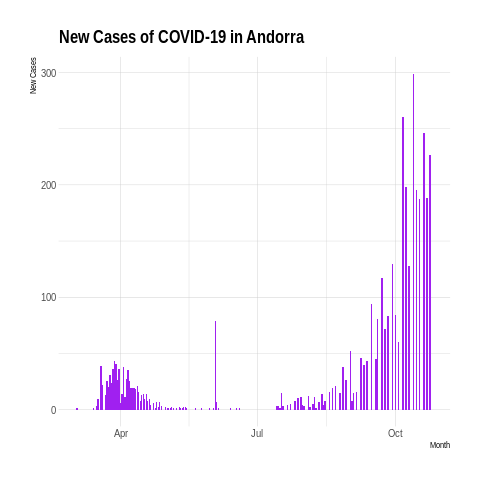 New Cases of COVID-19 in Andorra
New Cases
300
200
100
0
Apr
Jul
Oct
Month